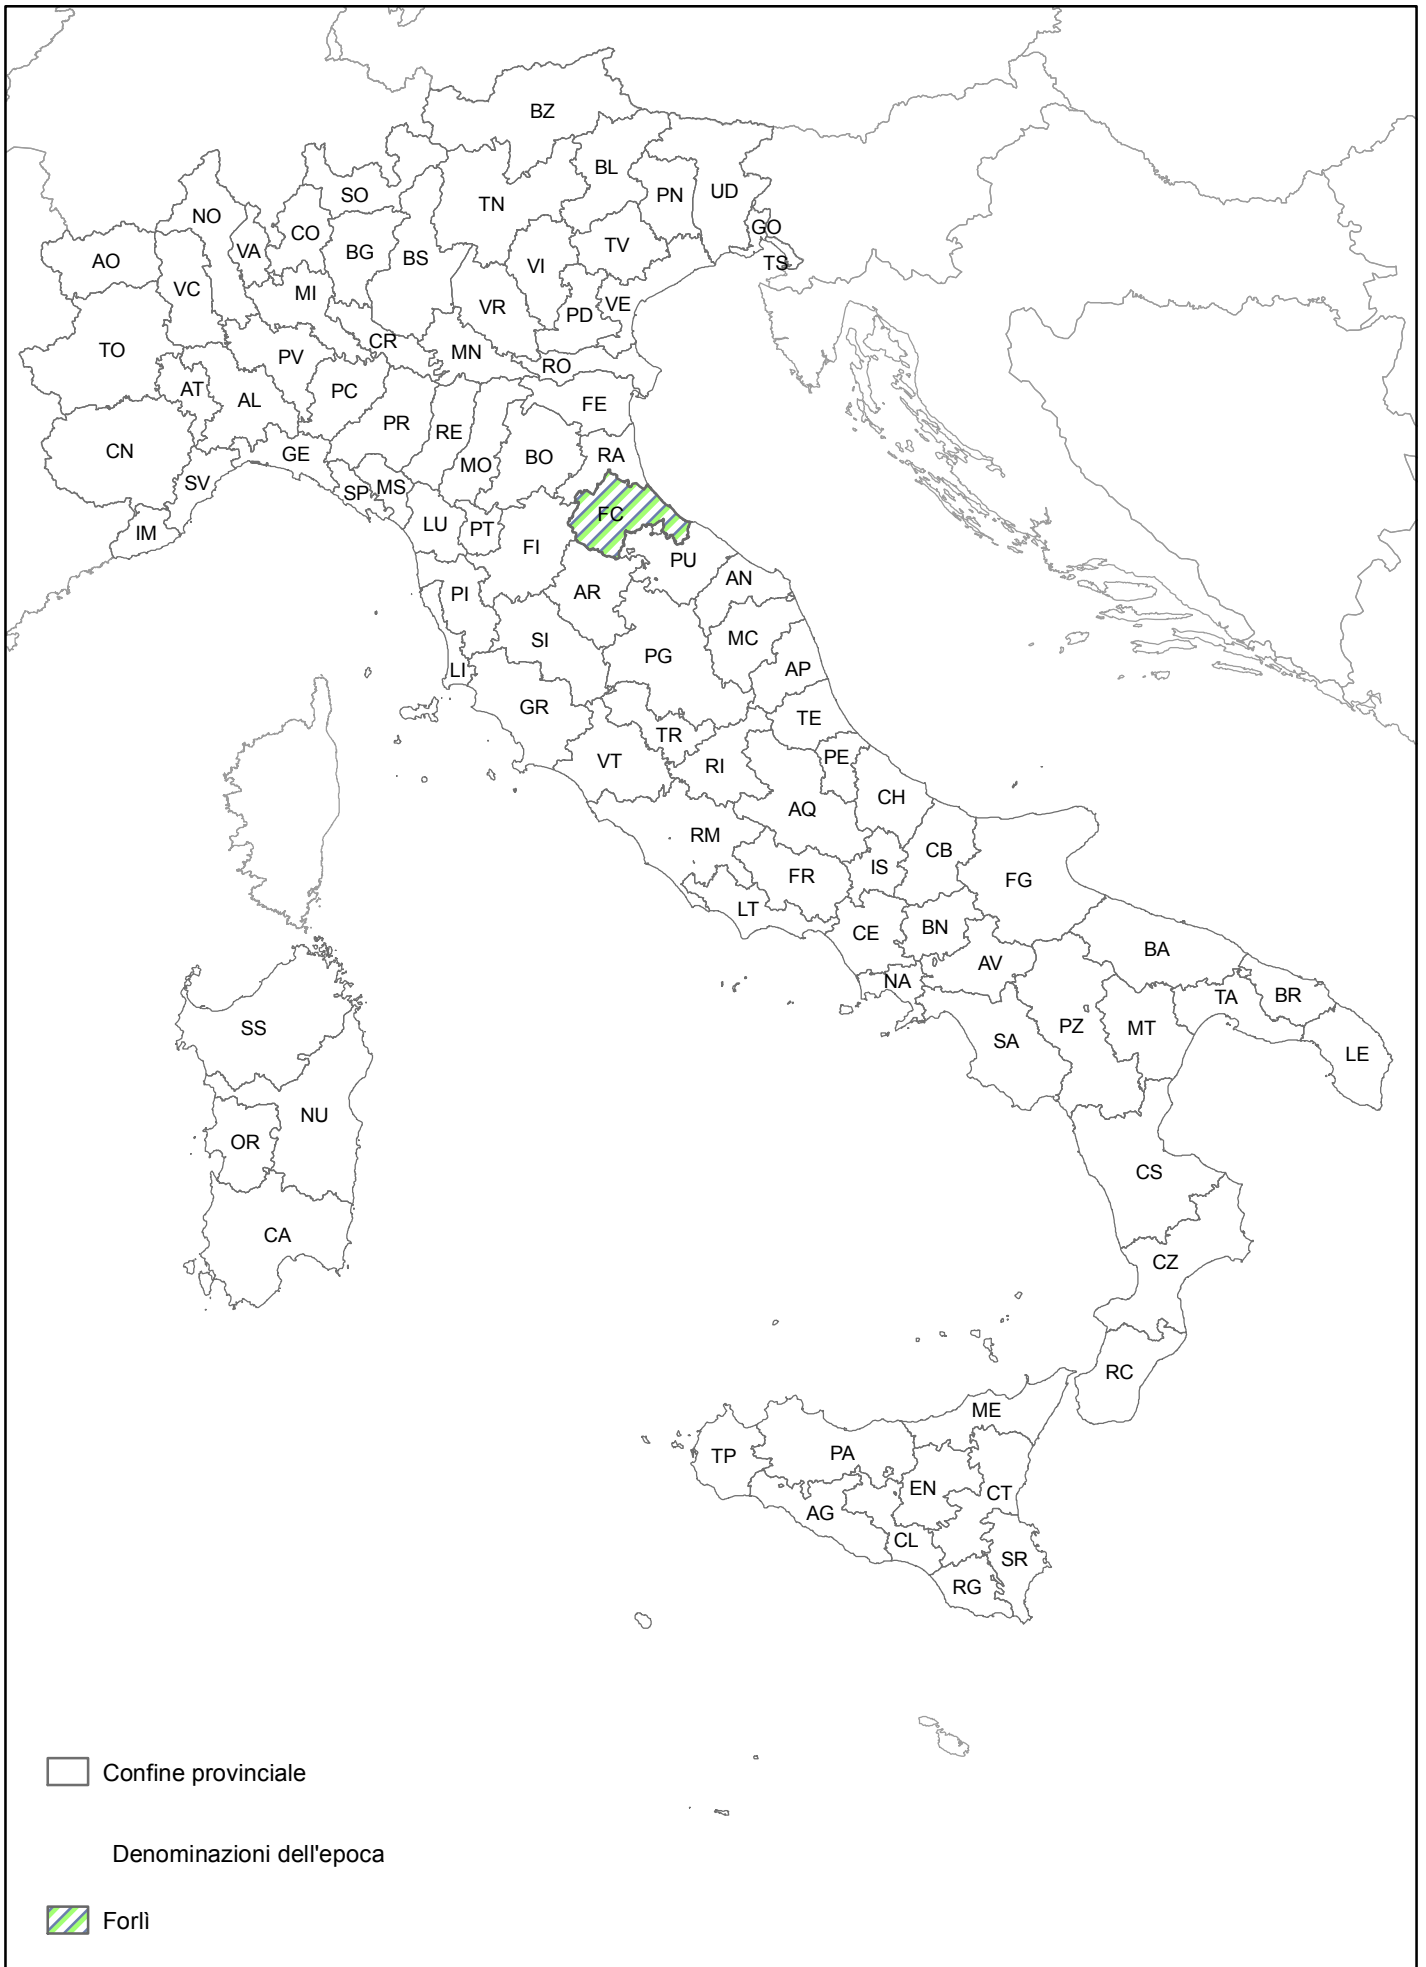 BZ
BL
SO
TN
PN
UD
NO
CO
GO
VA
BG
TV
AO
BS
VI
TS
VC
MI
VR
PD
VE
TO
CR
PV
MN
RO
AT
PC
AL
FE
PR
RE
CN
GE
MO
BO
RA
SV
SP
MS
FC
LU
PT
IM
FI
PU
AN
PI
AR
MC
SI
PG
LI
AP
GR
TE
TR
VT
RI
PE
CH
AQ
RM
CB
IS
FR
FG
LT
CE
BN
BA
AV
NA
TA
BR
SS
PZ
MT
SA
LE
NU
OR
CS
CA
CZ
RC
ME
TP
PA
EN
CT
AG
CL
SR
RG
Confine provinciale
Denominazioni dell'epoca
Forlì